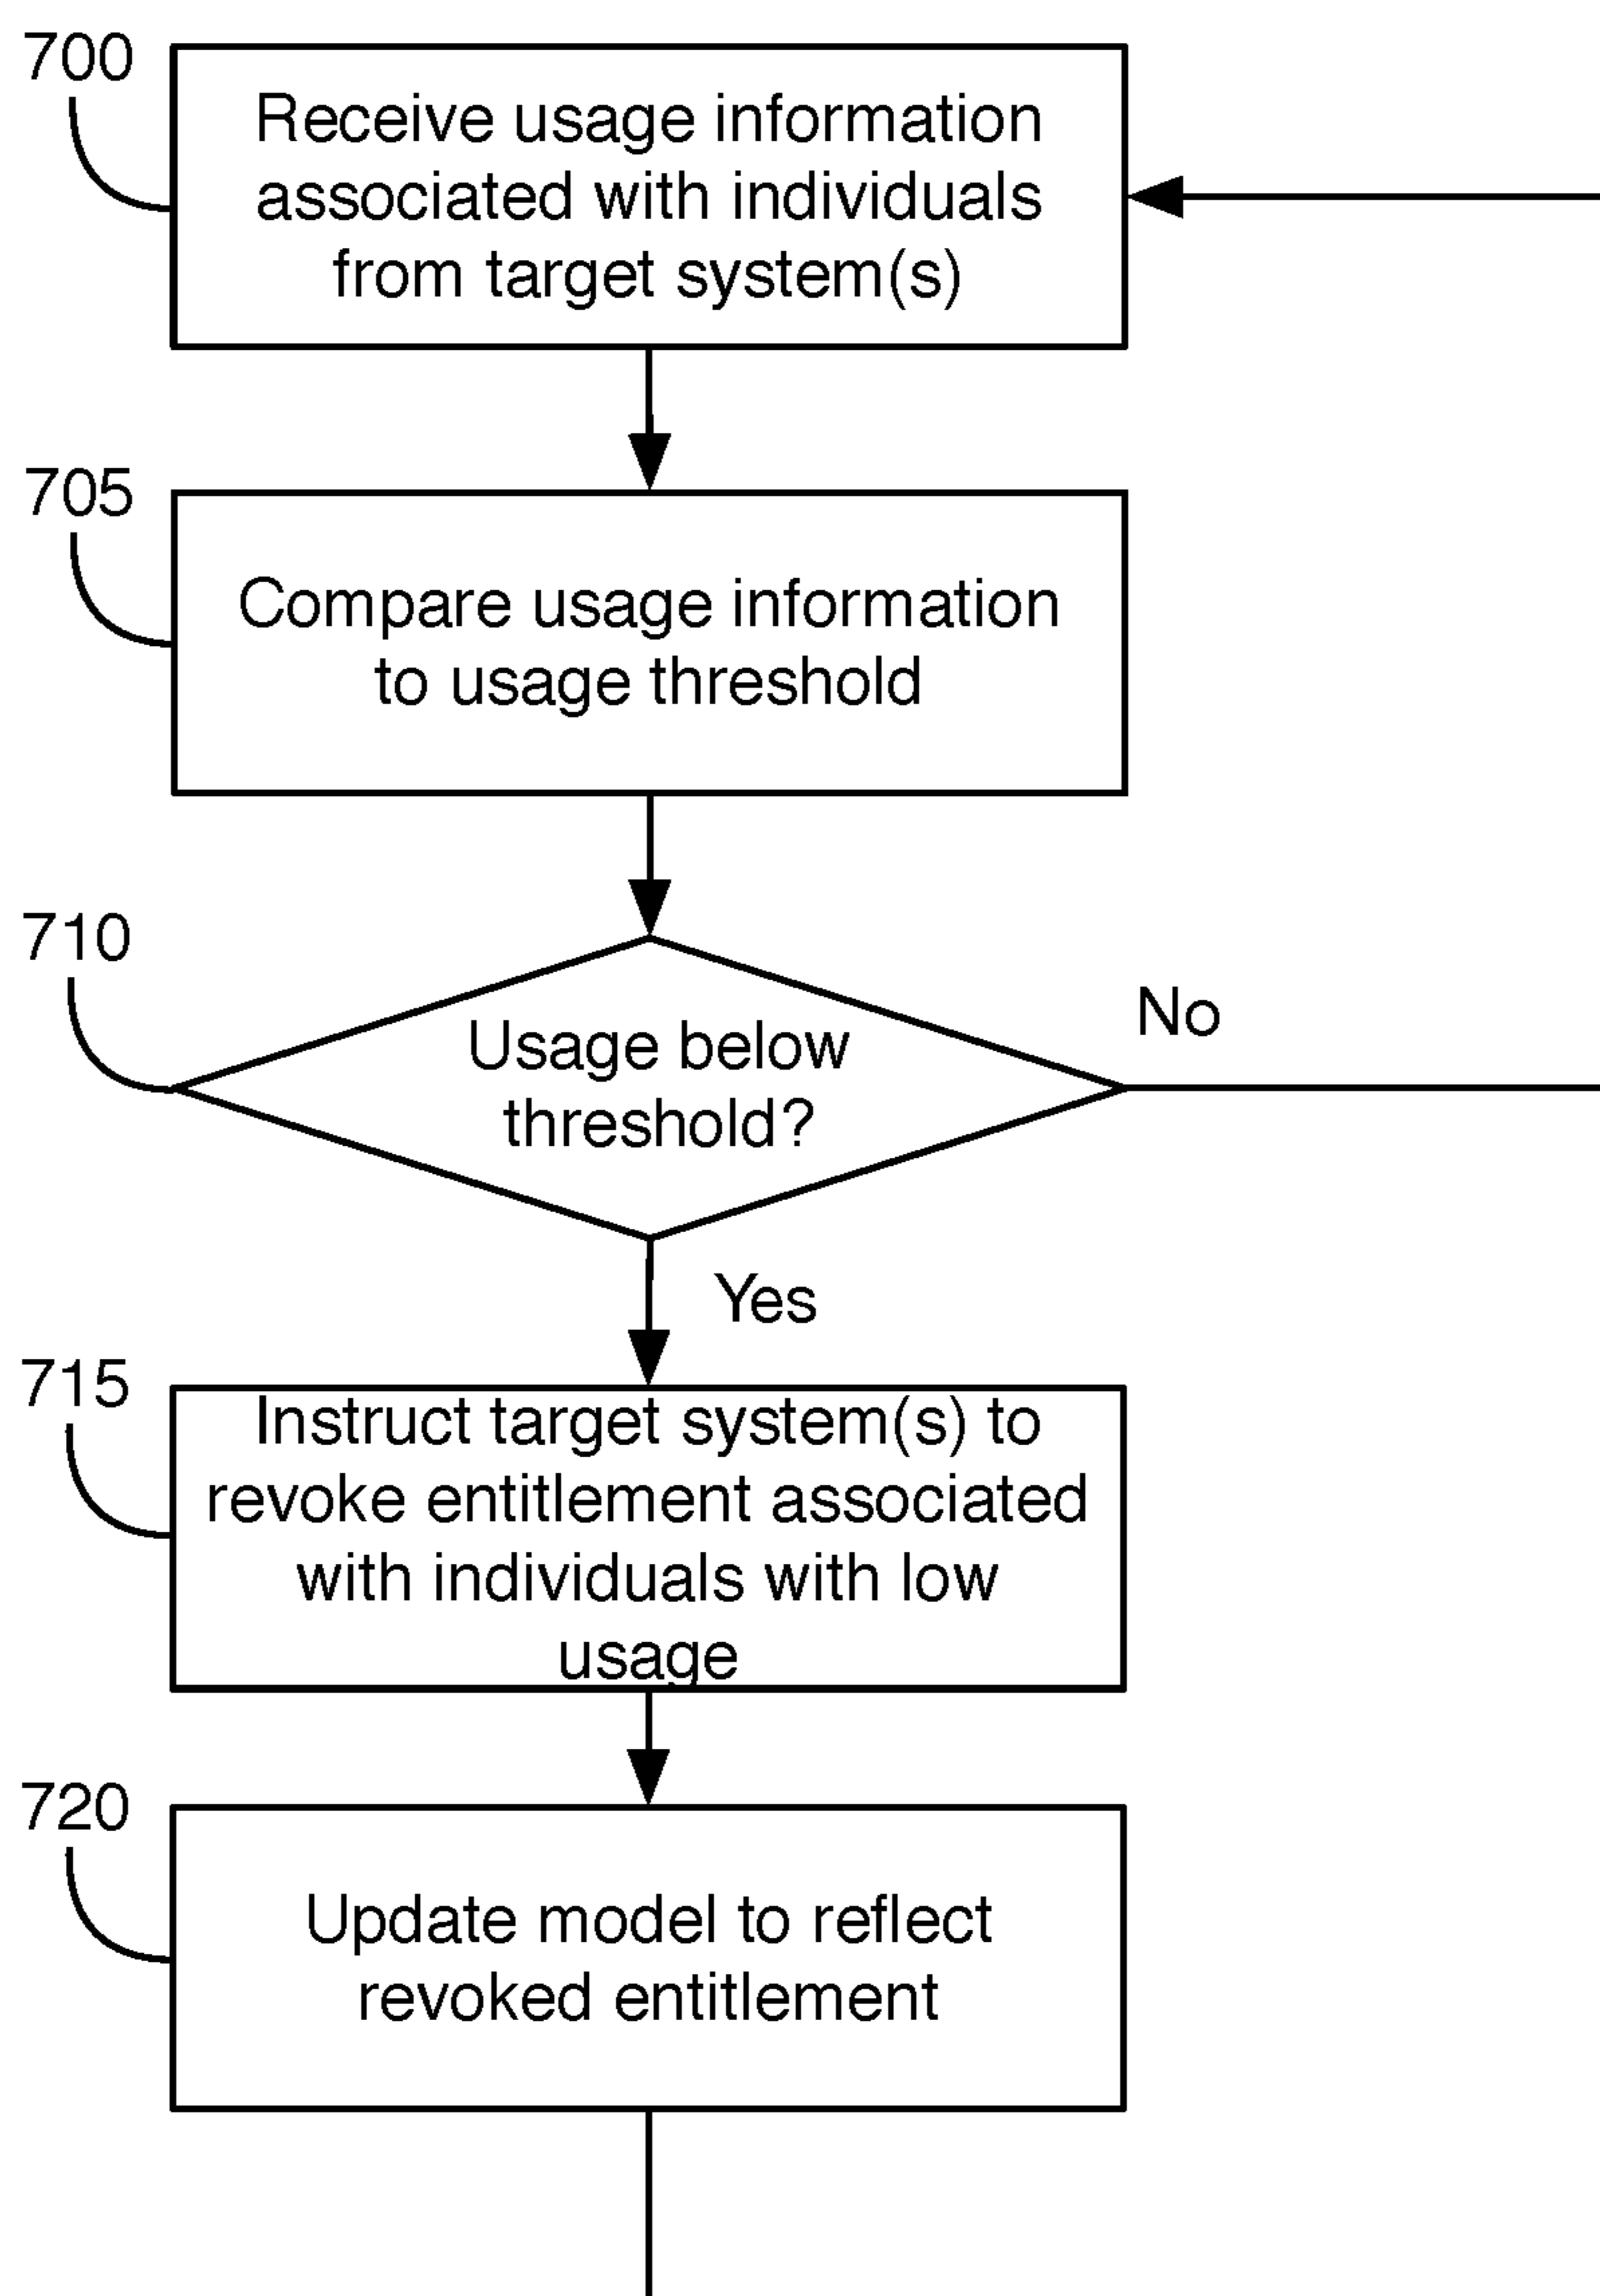 700
Receive usage information
associated with individuals
from target system(s)
705
Compare usage information
to usage threshold
710
Usage below
threshold?
No
Yes
715
Instruct target system(s) to
revoke entitlement associated
with individuals with low
usage
720
Update model to reflect
revoked entitlement